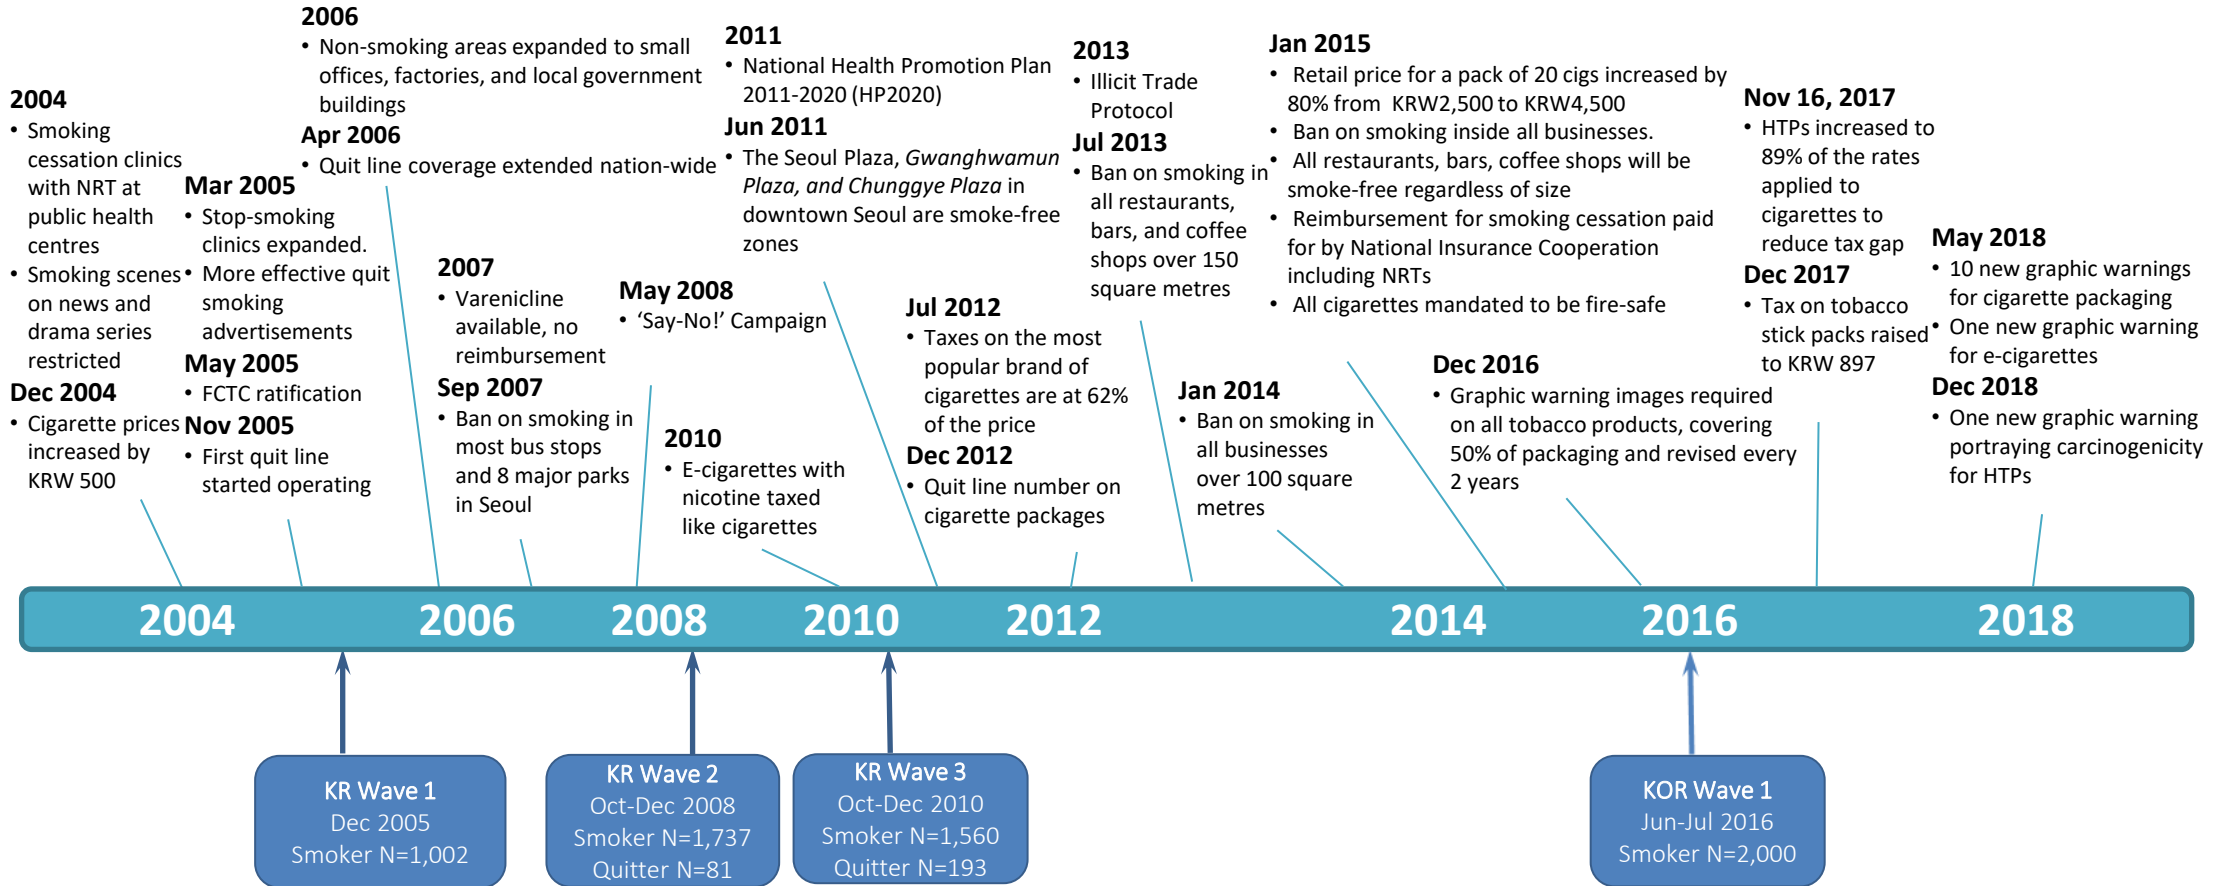 2004
• Smoking
cessation clinics
with NRT at
public health
centres
• Smoking scenes
on news and
drama series
restricted
Dec 2004
• Cigarette prices
increased by
KRW 500
Mar 2005
• Stop-smoking
clinics expanded.
• More effective quit
smoking
advertisements
May 2005
• FCTC ratification
Nov 2005
• First quit line
started operating
2006
• Non-smoking areas expanded to small
offices, factories, and local government
buildings
Apr 2006
• Quit line coverage extended nation-wide
2007
• Varenicline
available, no
reimbursement
Sep 2007
• Ban on smoking in
most bus stops
and 8 major parks
in Seoul
May 2008
• ‘Say-No!’ Campaign
2010
• E-cigarettes with
nicotine taxed
like cigarettes
2011
• National Health Promotion Plan
2011-2020 (HP2020)
Jun 2011
• The Seoul Plaza, Gwanghwamun
Plaza, and Chunggye Plaza in
downtown Seoul are smoke-free
zones
Jul 2012
• Taxes on the most
popular brand of
cigarettes are at 62%
of the price
Dec 2012
• Quit line number on
cigarette packages
2013
• Illicit Trade
Protocol
Jul 2013
• Ban on smoking in
all restaurants,
bars, and coffee
shops over 150
square metres
Jan 2014
• Ban on smoking in
all businesses
over 100 square
metres
Jan 2015
• Retail price for a pack of 20 cigs increased by
80% from KRW2,500 to KRW4,500
• Ban on smoking inside all businesses.
• All restaurants, bars, coffee shops will be
smoke-free regardless of size
• Reimbursement for smoking cessation paid
for by National Insurance Cooperation
including NRTs
• All cigarettes mandated to be fire-safe
Dec 2016
• Graphic warning images required
on all tobacco products, covering
50% of packaging and revised every
2 years
Nov 16, 2017
• HTPs increased to
89% of the rates
applied to
cigarettes to
reduce tax gap
Dec 2017
• Tax on tobacco
stick packs raised
to KRW 897
May 2018
• 10 new graphic warnings
for cigarette packaging
• One new graphic warning
for e-cigarettes
Dec 2018
• One new graphic warning
portraying carcinogenicity
for HTPs
2004 2006 2008 2010 2012 2014 2016 2018
KR Wave 1
Dec 2005
Smoker N=1,002
KR Wave 2
Oct-Dec 2008
Smoker N=1,737
Quitter N=81
KR Wave 3
Oct-Dec 2010
Smoker N=1,560
Quitter N=193
KOR Wave 1
Jun-Jul 2016
Smoker N=2,000